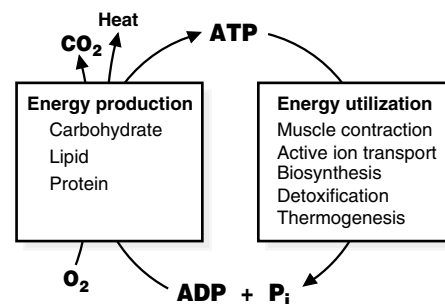 Heat
CO2
ATP
Energy production
Carbohydrate
Lipid
Protein
Energy utilization
Muscle contraction
Active ion transport
Biosynthesis
Detoxification
Thermogenesis
O2
ADP + Pi